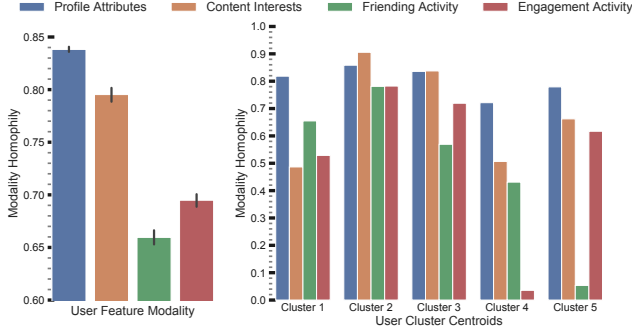 Profile Attributes Content Interests Friending Activity Engagement Activity
Modality Homophily
0.85
0.80
0.75
0.70
0.65
0.60
User Feature Modality
Modality Homophily
1.0
0.9
0.8
0.7
0.6
0.5
0.4
0.3
0.2
0.1
0.0
Cluster 1 Cluster 2 Cluster 3 Cluster 4 Cluster 5
User Cluster Centroids